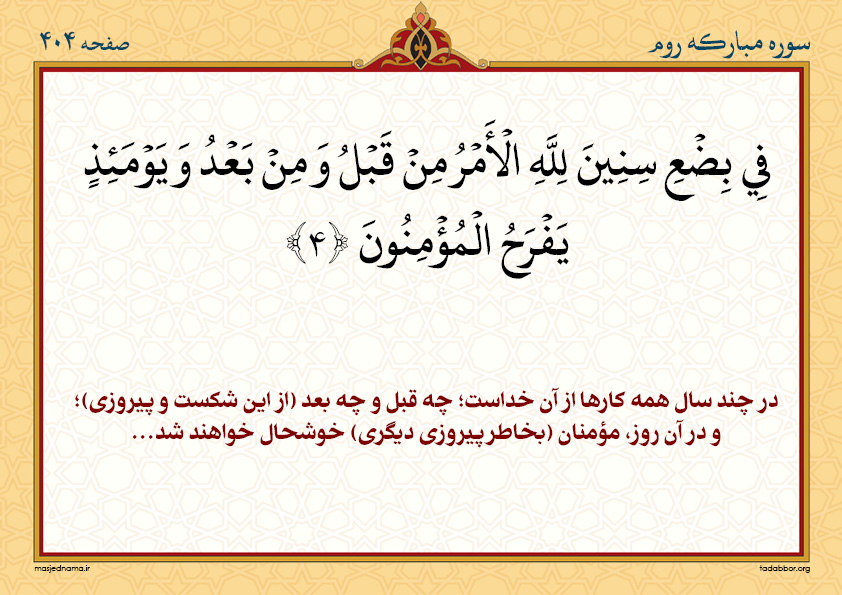 سوره مبارکه روم
صفحه ۴۰۴
فِي بِضْعِ سِنِينَ لِلَّهِ الْأَمْرُ مِنْ قَبْلُ وَ مِنْ بَعْدُ وَ يَوْمَئِذٍ
يَفْرَحُ الْمُؤْمِنُونَ ﴿۴﴾
در چند سال همه کارها از آن خداست؛ چه قبل و چه بعد (از این شکست و پیروزی)؛
و در آن روز، مؤمنان (بخاطر پیروزی دیگری) خوشحال خواهند شد...
masjednama.ir
tadabbor.org